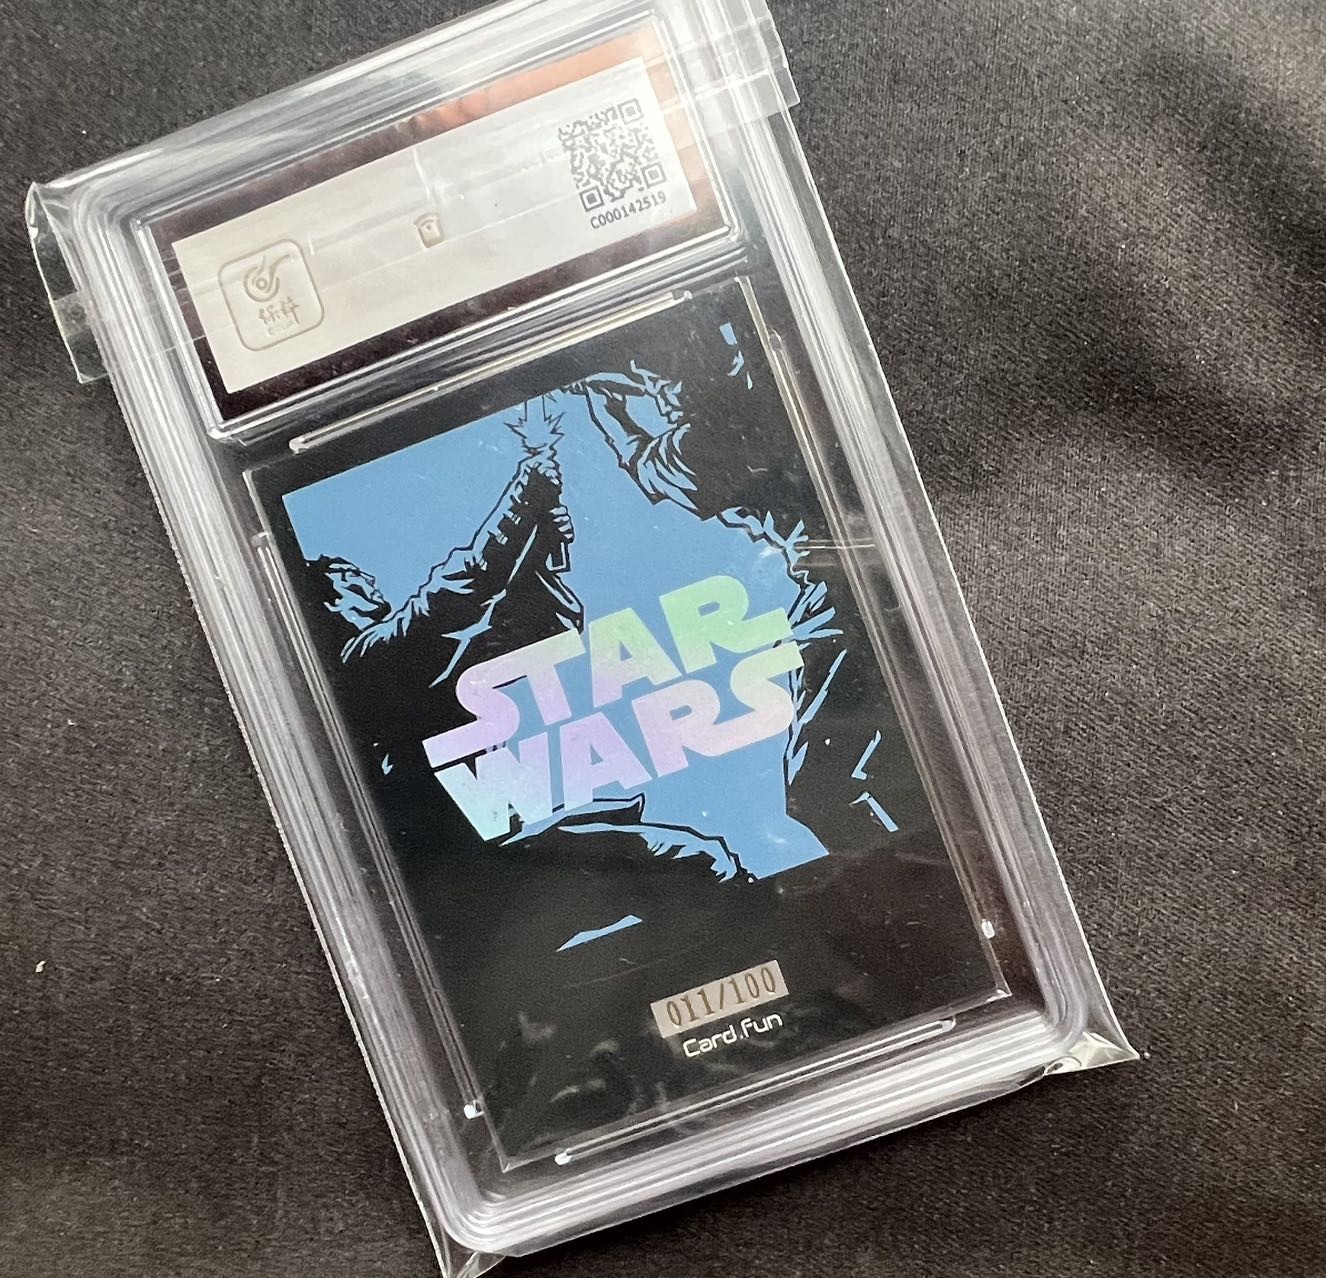 C000142519
STAR
WARS
011/100
Card.fun